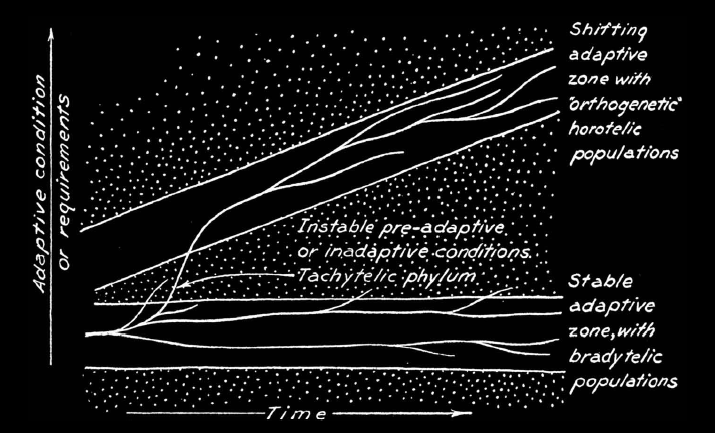 Adaptive condition
or requirements
Shifting
adaptive
zone with
"orthogenetic"
horotelic
populations
Instable pre-adaptive
or inadaptive conditions
Tachytelic phylum
Stable
adaptive
zone, with
bradytelic
populations
Time